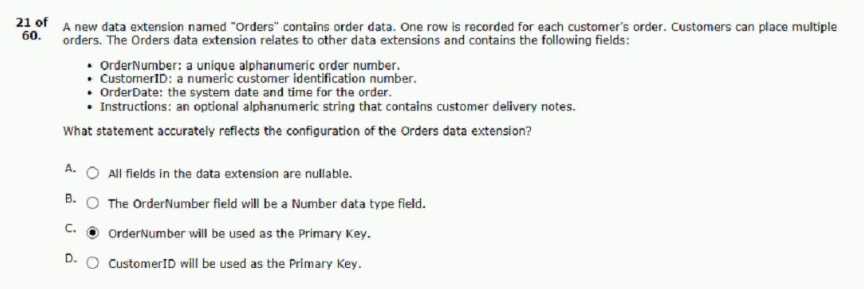 21 of 60. A new data extension named "Orders" contains order data. One row is recorded for each customer's order. Customers can place multiple
orders. The Orders data extension relates to other data extensions and contains the following fields:
• OrderNumber: a unique alphanumeric order number.
• CustomerID: a numeric customer identification number.
• OrderDate: the system date and time for the order.
• Instructions: an optional alphanumeric string that contains customer delivery notes.
What statement accurately reflects the configuration of the Orders data extension?
A. All fields in the data extension are nullable.
B. The OrderNumber field will be a Number data type field.
C. OrderNumber will be used as the Primary Key.
D. CustomerID will be used as the Primary Key.